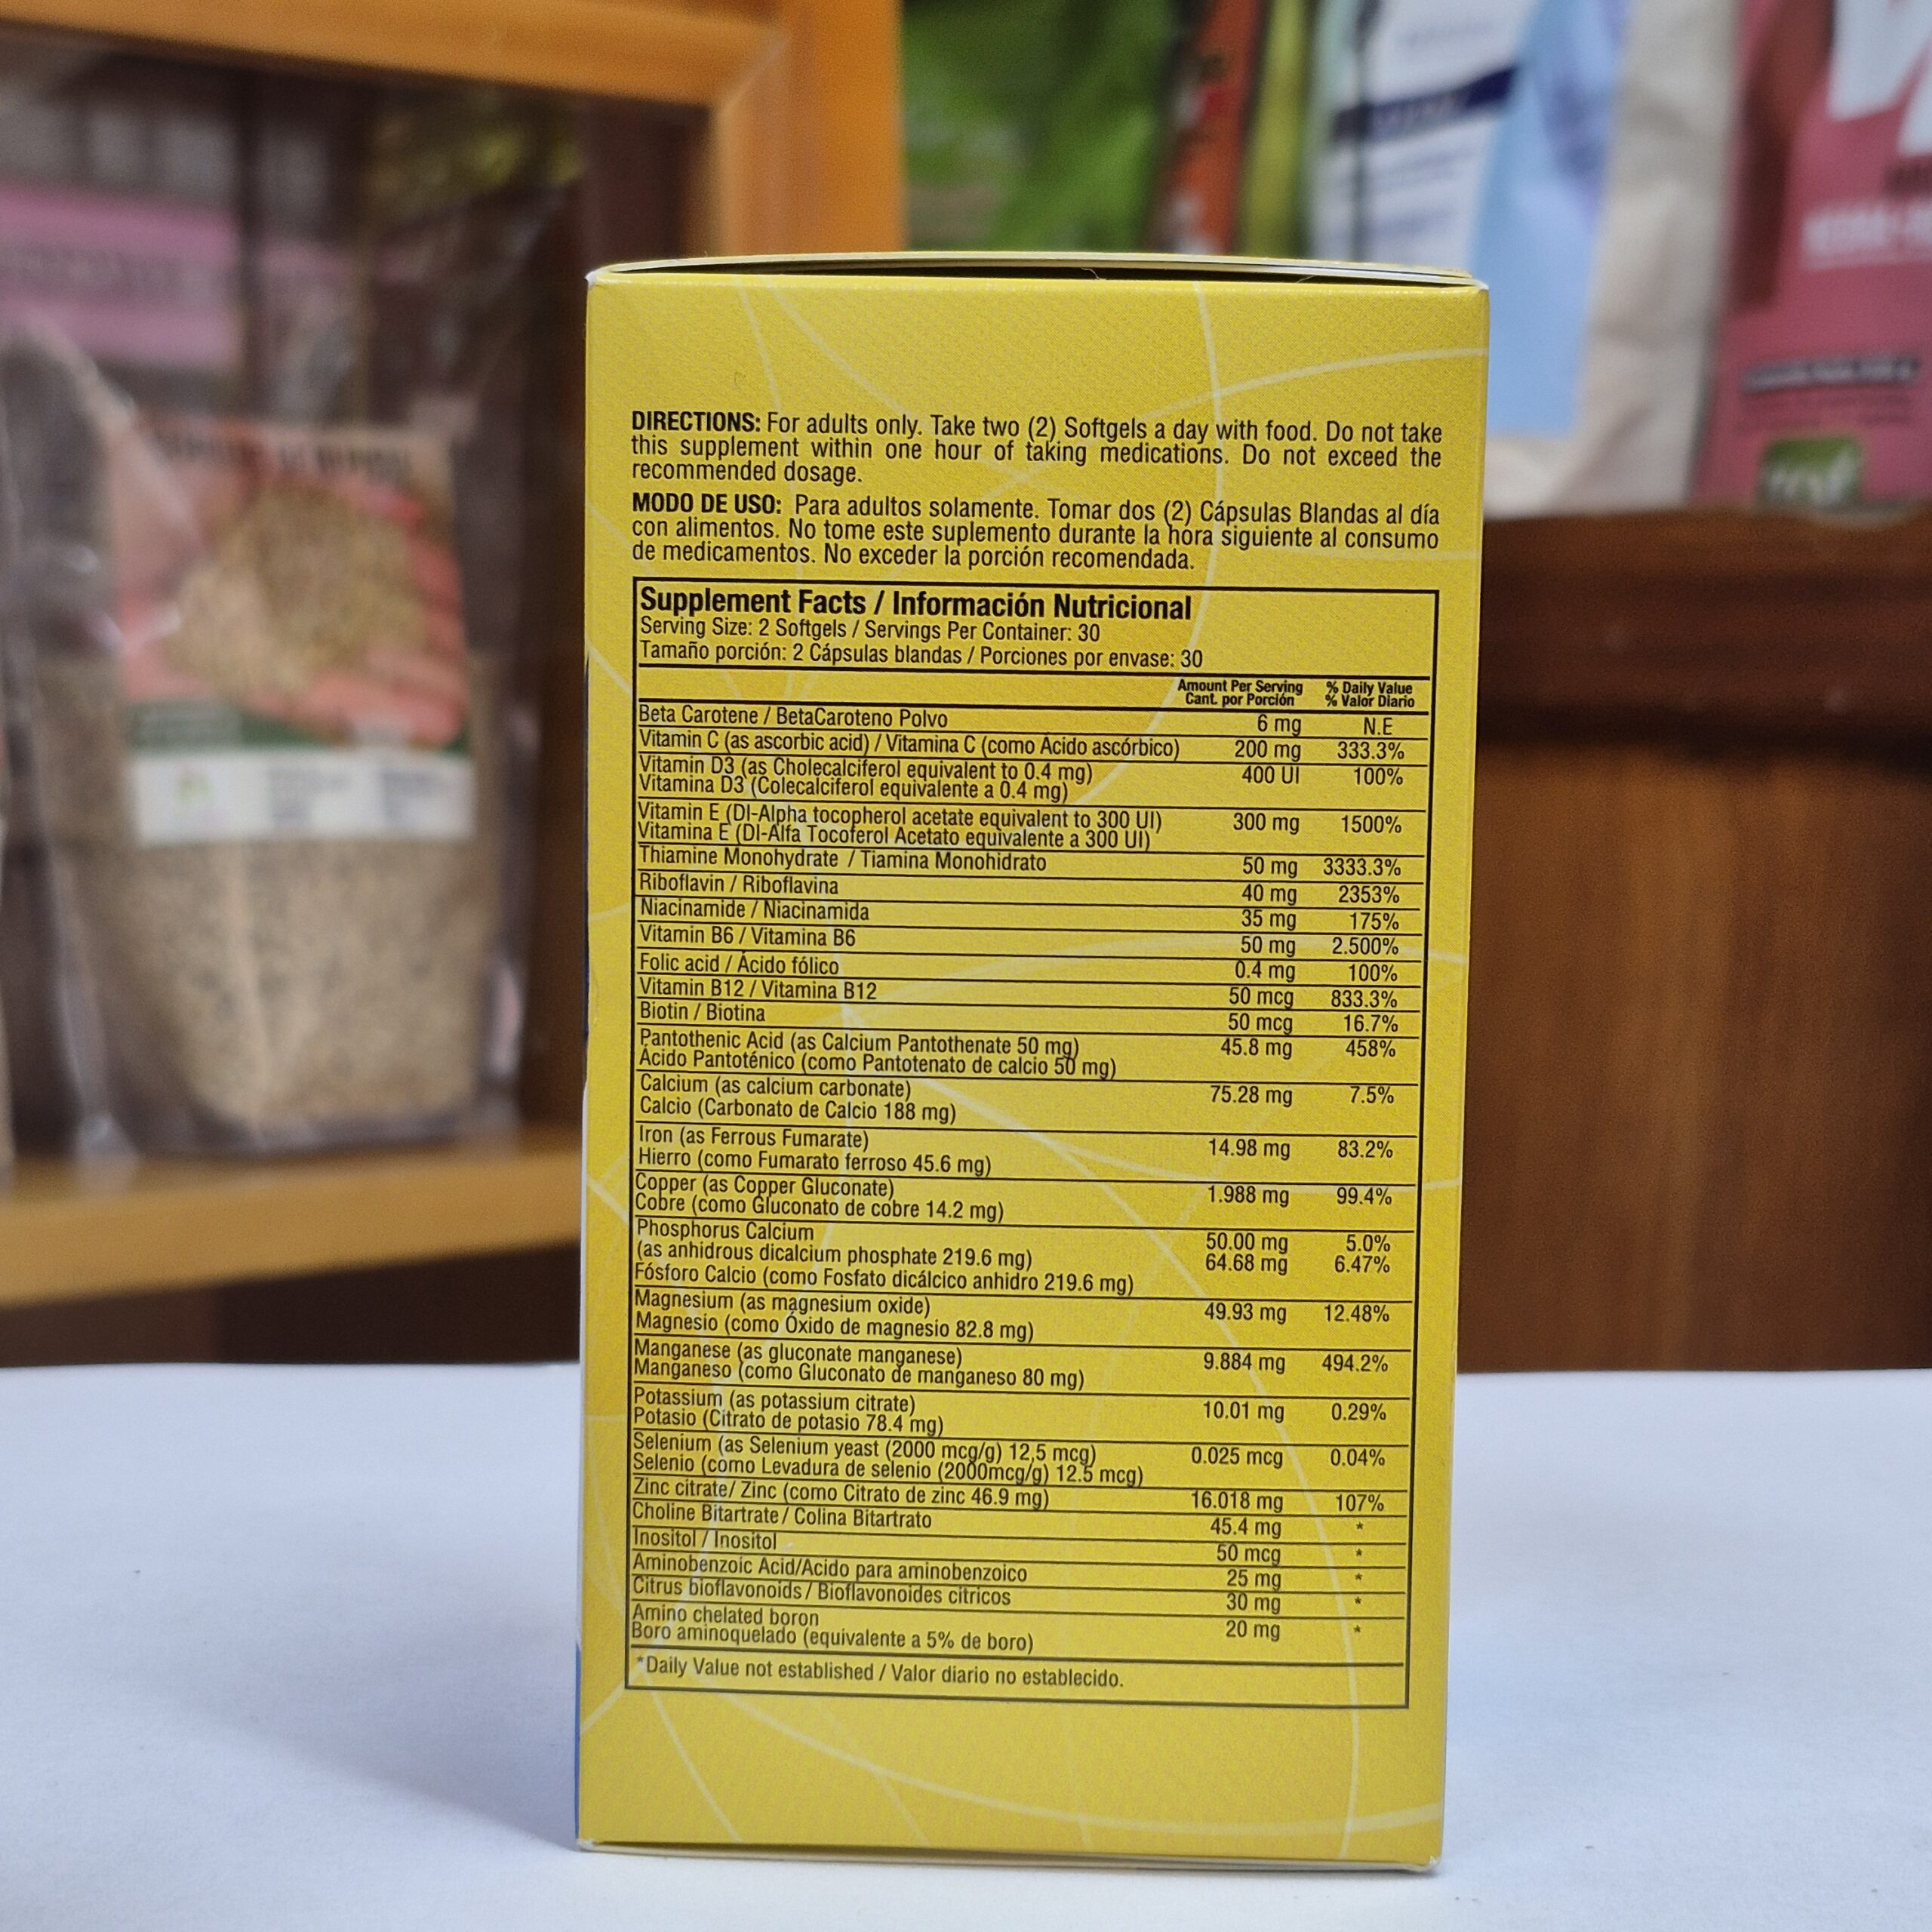 DIRECTIONS: For adults only. Take two (2) Softgels a day with food. Do not take
this supplement within one hour of taking medications. Do not exceed the
recommended dosage.
MODO DE USO: Para adultos solamente. Tomar dos (2) Cápsulas Blandas al día
con alimentos. No tome este suplemento durante la hora siguiente al consumo
de medicamentos. No exceder la porción recomendada.
Supplement Facts / Información Nutricional
Serving Size: 2 Softgels / Servings Per Container: 30
Tamaño porción: 2 Cápsulas blandas / Porciones por envase: 30
Amount Per Serving % Daily Value
Cant. por Porción % Valor Diario
Beta Carotene / BetaCaroteno Polvo 6 mg N.E
Vitamin C (as ascorbic acid) / Vitamina C (como Ácido ascórbico) 200 mg 333.3%
Vitamin D3 (as Cholecalciferol equivalent to 0.4 mg) 400 UI 100%
Vitamina D3 (Colecalciferol equivalente a 0.4 mg)
Vitamin E (Dl-Alpha tocopherol acetate equivalent to 300 UI) 300 mg 1500%
Vitamina E (Dl-Alfa Tocoferol Acetato equivalente a 300 UI)
Thiamine Monohydrate / Tiamina Monohidrato 50 mg 3333.3%
Riboflavin / Riboflavina 40 mg 2353%
Niacinamide / Niacinamida 35 mg 175%
Vitamin B6 / Vitamina B6 50 mg 2.500%
Folic acid / Ácido fólico 0.4 mg 100%
Vitamin B12 / Vitamina B12 50 mcg 833.3%
Biotin / Biotina 50 mcg 16.7%
Pantothenic Acid (as Calcium Pantothenate 50 mg) 45.8 mg 458%
Ácido Pantoténico (como Pantotenato de calcio 50 mg)
Calcium (as calcium carbonate) 75.28 mg 7.5%
Calcio (Carbonato de Calcio 188 mg)
Iron (as Ferrous Fumarate) 14.98 mg 83.2%
Hierro (como Fumarato ferroso 45.6 mg)
Copper (as Copper Gluconate) 1.988 mg 99.4%
Cobre (como Gluconato de cobre 14.2 mg)
Phosphorus Calcium 50.00 mg 5.0%
(as anhidrous dicalcium phosphate 219.6 mg) 64.68 mg 6.47%
Fósforo Calcio (como Fosfato dicálcico anhidro 219.6 mg)
Magnesium (as magnesium oxide) 49.93 mg 12.48%
Magnesio (como Óxido de magnesio 82.8 mg)
Manganese (as gluconate manganese) 9.884 mg 494.2%
Manganeso (como Gluconato de manganeso 80 mg)
Potassium (as potassium citrate) 10.01 mg 0.29%
Potasio (Citrato de potasio 78.4 mg)
Selenium (as Selenium yeast (2000 mcg/g) 12,5 mcg) 0.025 mcg 0.04%
Selenio (como Levadura de selenio (2000mcg/g) 12.5 mcg)
Zinc citrate/ Zinc (como Citrato de zinc 46.9 mg) 16.018 mg 107%
Choline Bitartrate / Colina Bitartrato 45.4 mg *
Inositol / Inositol 50 mcg *
Aminobenzoic Acid/Acido para aminobenzoico 25 mg *
Citrus bioflavonoids / Bioflavonoides cítricos 30 mg *
Amino chelated boron 20 mg *
Boro aminoquelado (equivalente a 5% de boro)
*Daily Value not established / Valor diario no establecido.